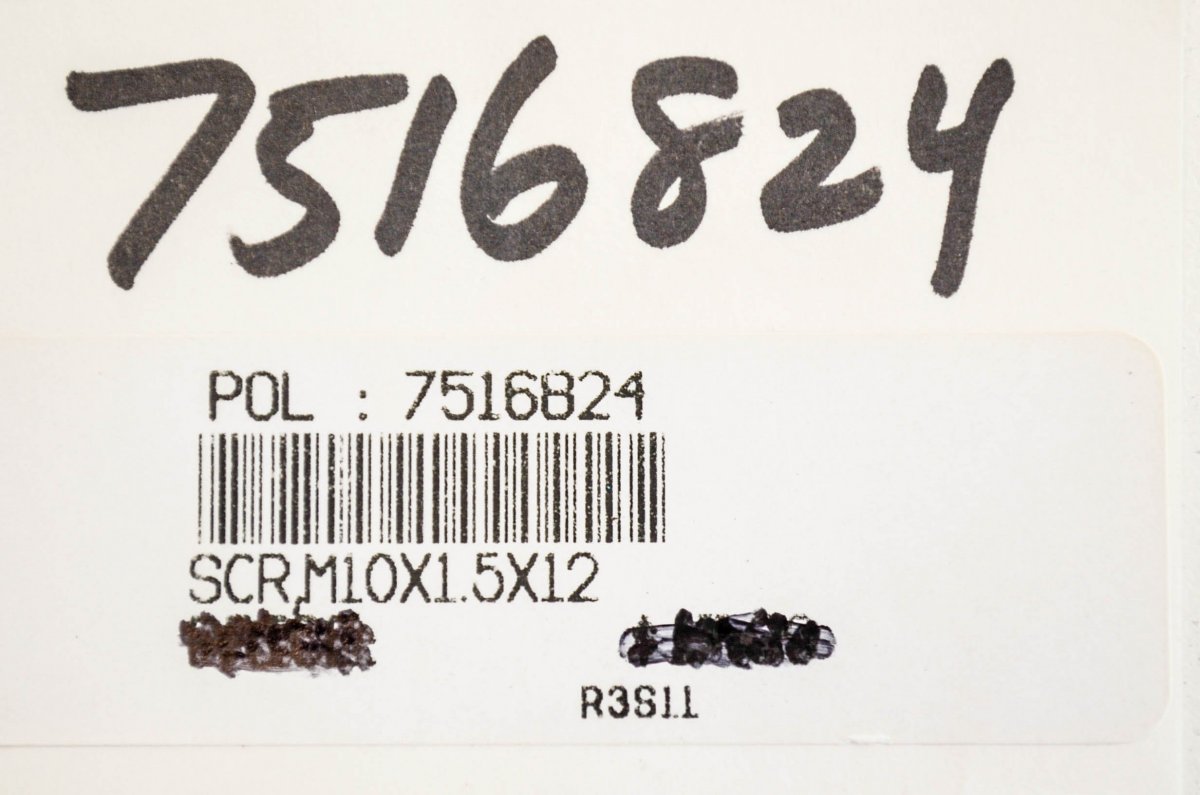 7516824
POL : 7516824
SCR,M10X1.5X12
R3S11